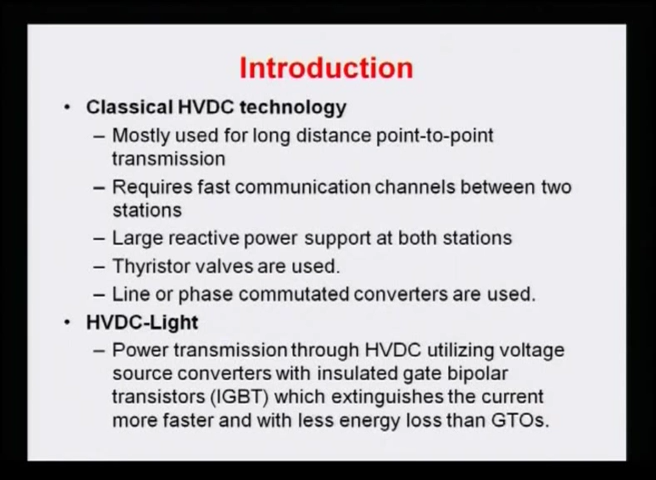 Introduction
• Classical HVDC technology
– Mostly used for long distance point-to-point
transmission
– Requires fast communication channels between two
stations
– Large reactive power support at both stations
– Thyristor valves are used.
– Line or phase commutated converters are used.
• HVDC-Light
– Power transmission through HVDC utilizing voltage
source converters with insulated gate bipolar
transistors (IGBT) which extinguishes the current
more faster and with less energy loss than GTOs.